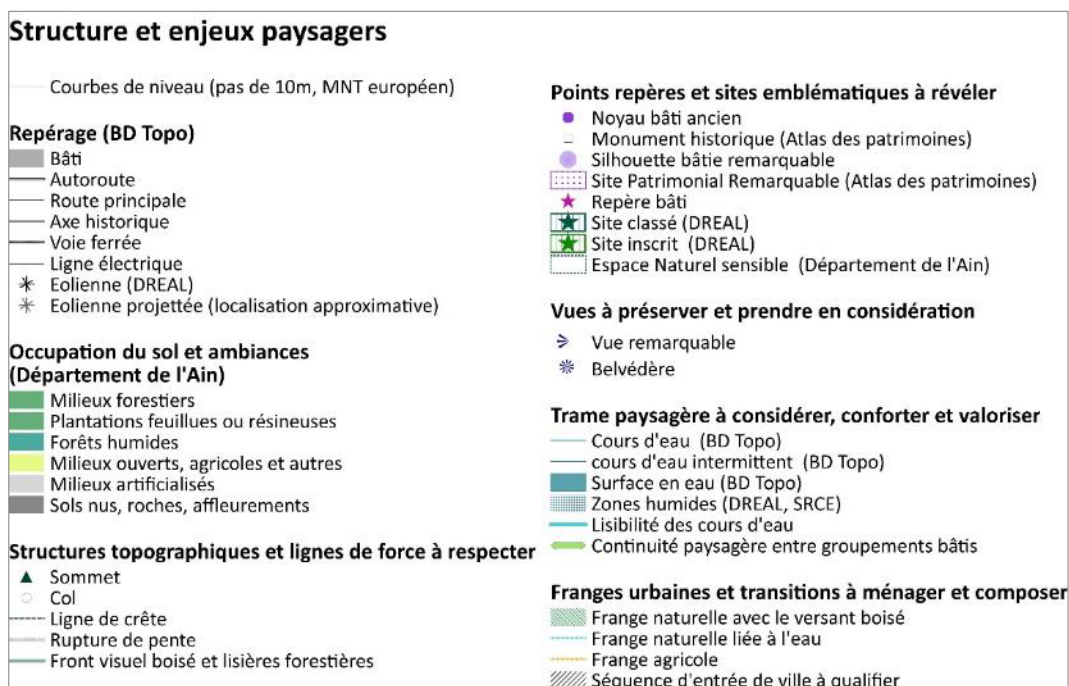 Structure et enjeux paysagers
Courbes de niveau (pas de 10m, MNT européen)
Repérage (BD Topo)
Bâti
Autoroute
Route principale
Axe historique
Voie ferrée
Ligne électrique
Eolienne (DREAL)
Eolienne projettée (localisation approximative)
Occupation du sol et ambiances
(Département de l'Ain)
Milieux forestiers
Plantations feuillues ou résineuses
Forêts humides
Milieux ouverts, agricoles et autres
Milieux artificialisés
Sols nus, roches, affleurements
Structures topographiques et lignes de force à respecter
Sommet
Col
Ligne de crête
Rupture de pente
Front visuel boisé et lisières forestières
Points repères et sites emblématiques à révéler
Noyau bâti ancien
Monument historique (Atlas des patrimoines)
Silhouette bâtie remarquable
Site Patrimonial Remarquable (Atlas des patrimoines)
Repère bâti
Site classé (DREAL)
Site inscrit (DREAL)
Espace Naturel sensible (Département de l'Ain)
Vues à préserver et prendre en considération
Vue remarquable
Belvédère
Trame paysagère à considérer, conforter et valoriser
Cours d'eau (BD Topo)
cours d'eau intermittent (BD Topo)
Surface en eau (BD Topo)
Zones humides (DREAL, SRCE)
Lisibilité des cours d'eau
Continuité paysagère entre groupements bâtis
Franges urbaines et transitions à ménager et composer
Frange naturelle avec le versant boisé
Frange naturelle liée à l'eau
Frange agricole
Séquence d'entrée de ville à qualifier